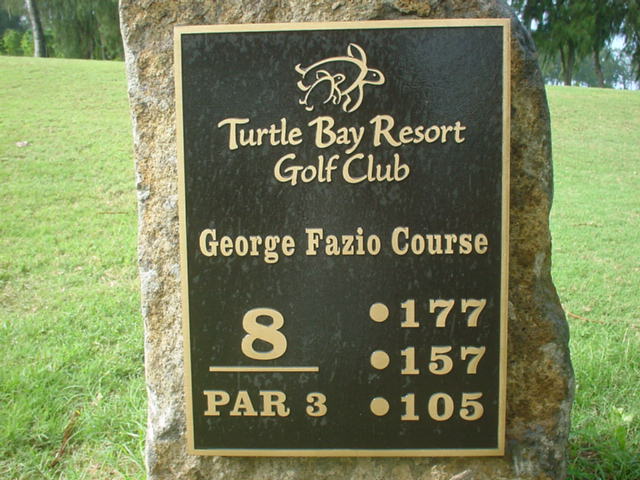 Turtle Bay Resort
Golf Club
George Fazio Course
8
PAR 3
177
157
105